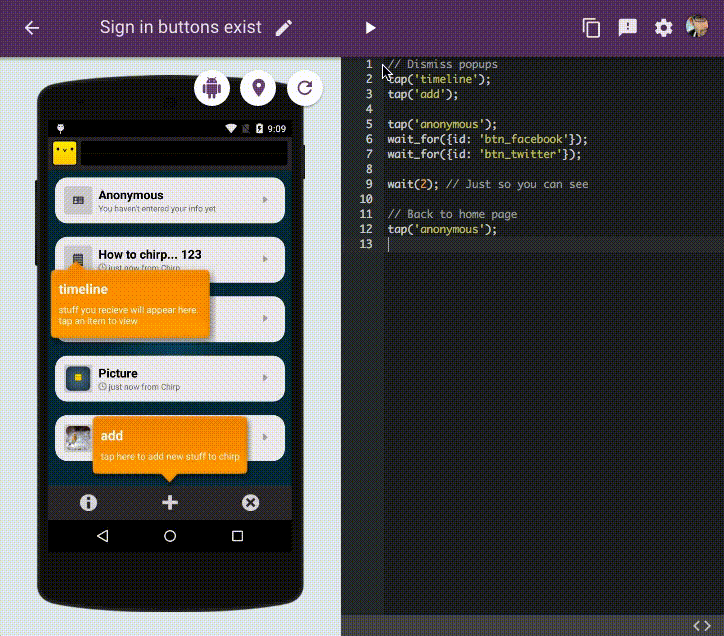 Sign in buttons exist
9:09
Anonymous
You haven't entered your info yet
How to chirp... 123
just now from Chirp
timeline
stuff you recieve will appear here.
tap an item to view
Picture
just now from Chirp
add
tap here to add new stuff to chirp
1 // Dismiss popups
2 tap('timeline');
3 tap('add');
4
5 tap('anonymous');
6 wait_for({id: 'btn_facebook'});
7 wait_for({id: 'btn_twitter'});
8
9 wait(2); // Just so you can see
10
11 // Back to home page
12 tap('anonymous');
13